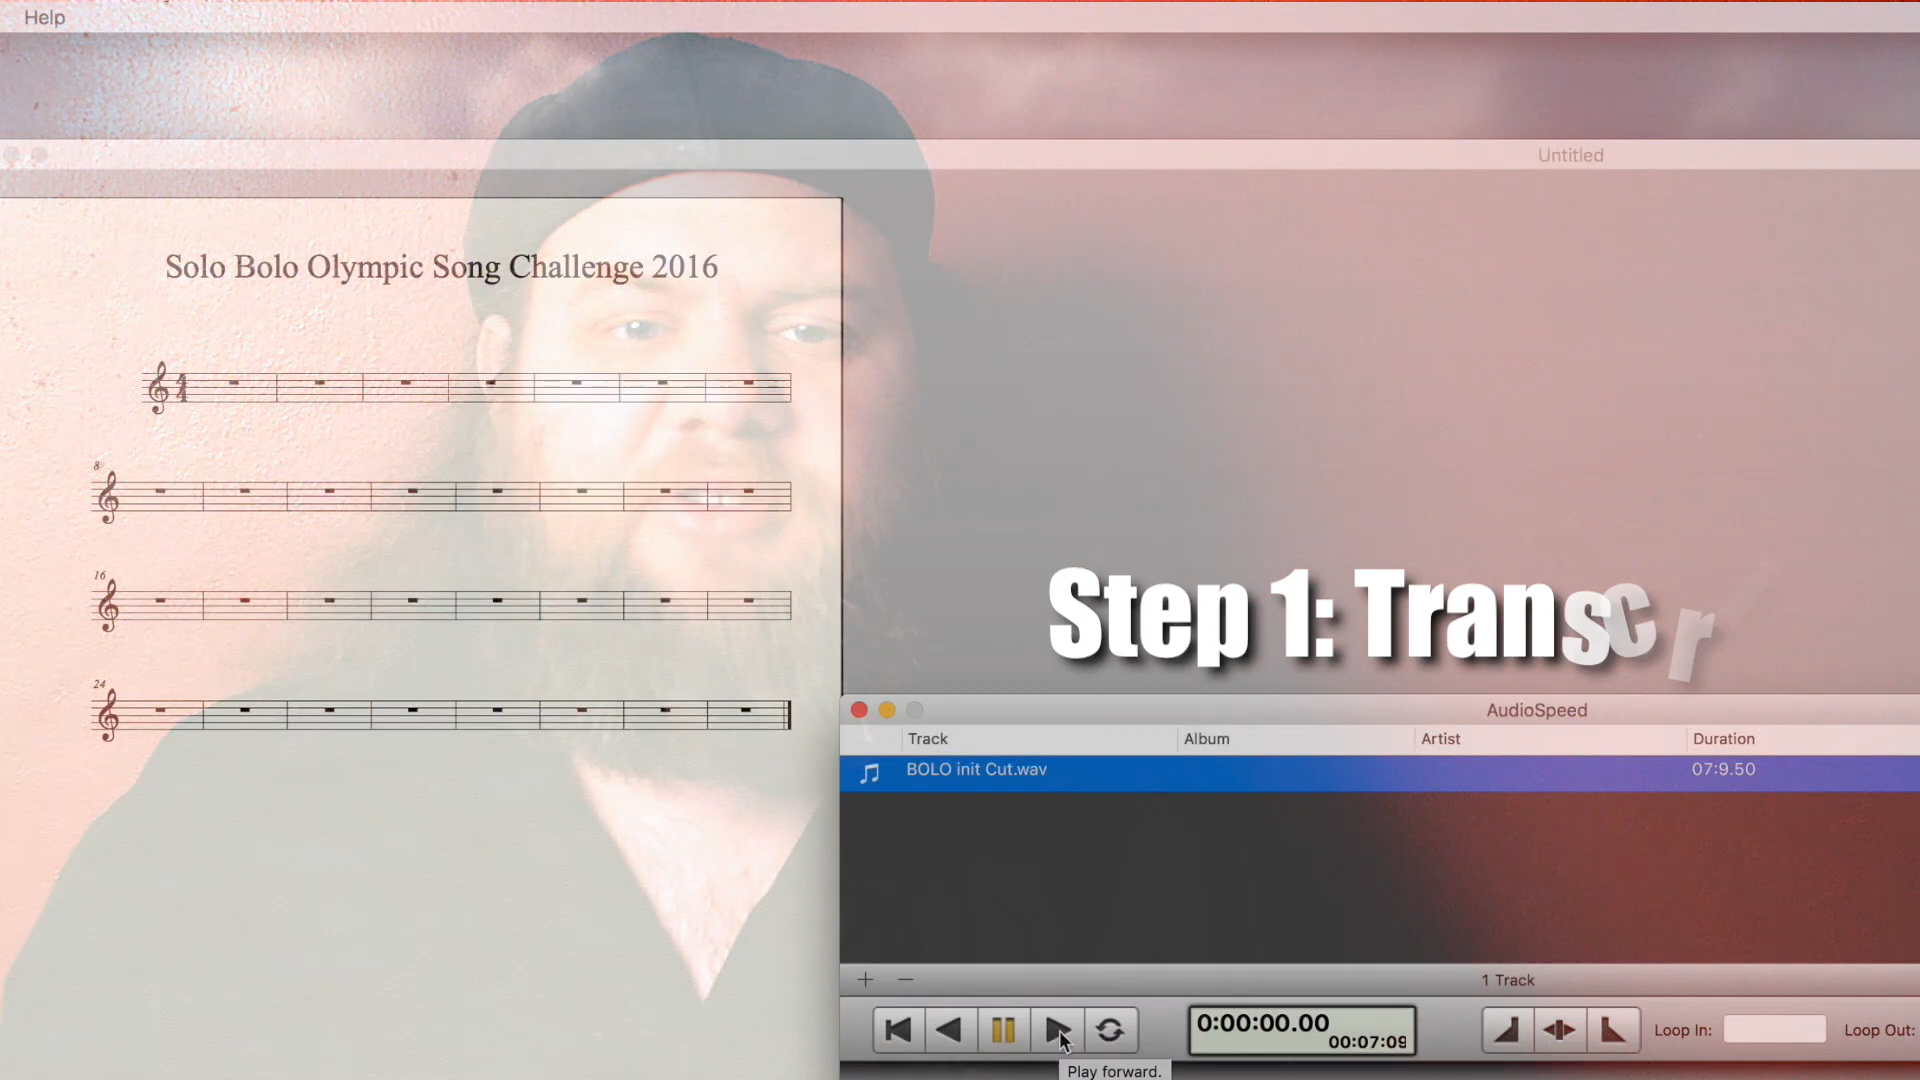 Help
Untitled
Solo Bolo Olympic Song Challenge 2016
8
16
24
Step 1: Transcr
AudioSpeed
Track Album Artist Duration
BOLO init Cut.wav 07:9.50
+ − 1 Track
0:00:00.00
00:07:09
Loop In: Loop Out:
Play forward.